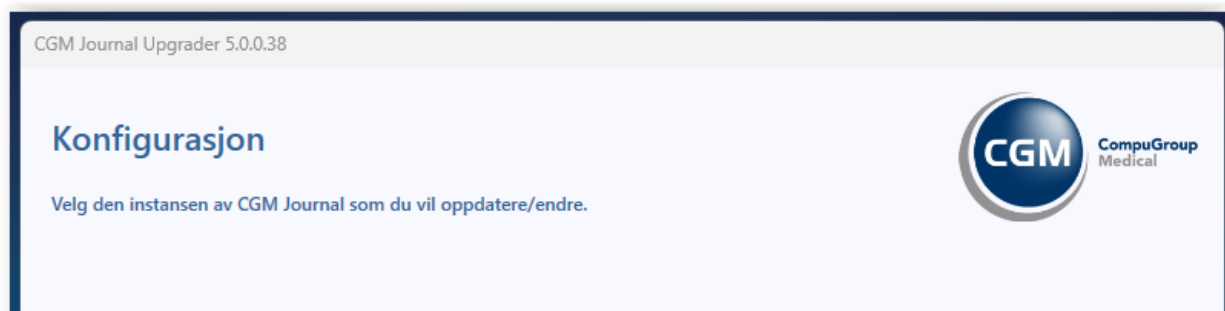 CGM Journal Upgrader 5.0.0.38
Konfigurasjon
Velg den instansen av CGM Journal som du vil oppdatere/endre.
CGM
CompuGroup
Medical